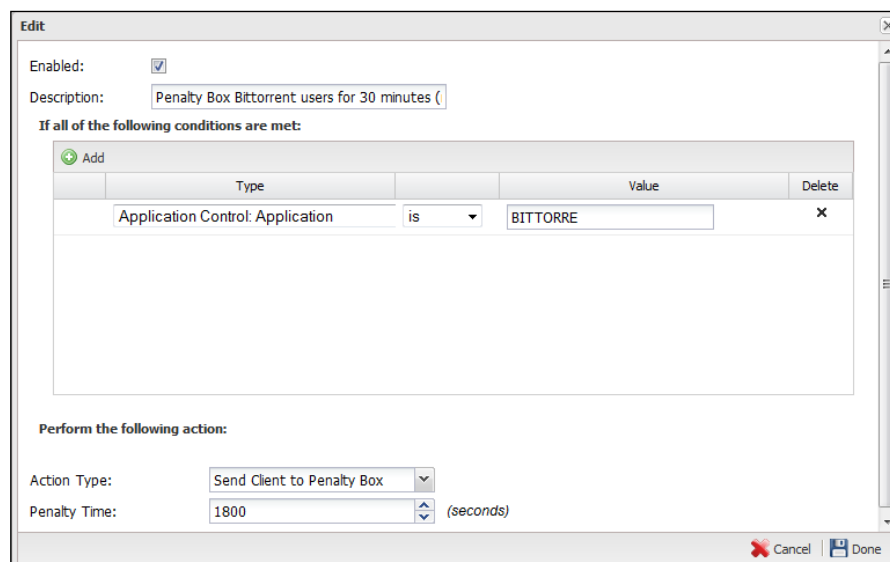 Edit
Enabled:
Description: Penalty Box Bittorrent users for 30 minutes (
If all of the following conditions are met:
Add
Type Value Delete
Application Control: Application is BITTORRE
Perform the following action:
Action Type: Send Client to Penalty Box
Penalty Time: 1800 (seconds)
Cancel Done